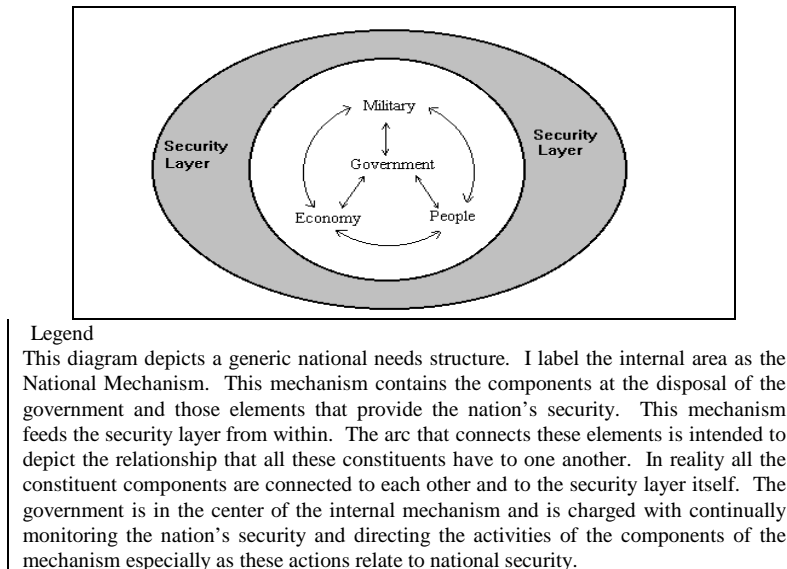 Military
Security
Layer
Security
Layer
Government
Economy
People
Legend
This diagram depicts a generic national needs structure. I label the internal area as the
National Mechanism. This mechanism contains the components at the disposal of the
government and those elements that provide the nation's security. This mechanism
feeds the security layer from within. The arc that connects these elements is intended to
depict the relationship that all these constituents have to one another. In reality all the
constituent components are connected to each other and to the security layer itself. The
government is in the center of the internal mechanism and is charged with continually
monitoring the nation's security and directing the activities of the components of the
mechanism especially as these actions relate to national security.